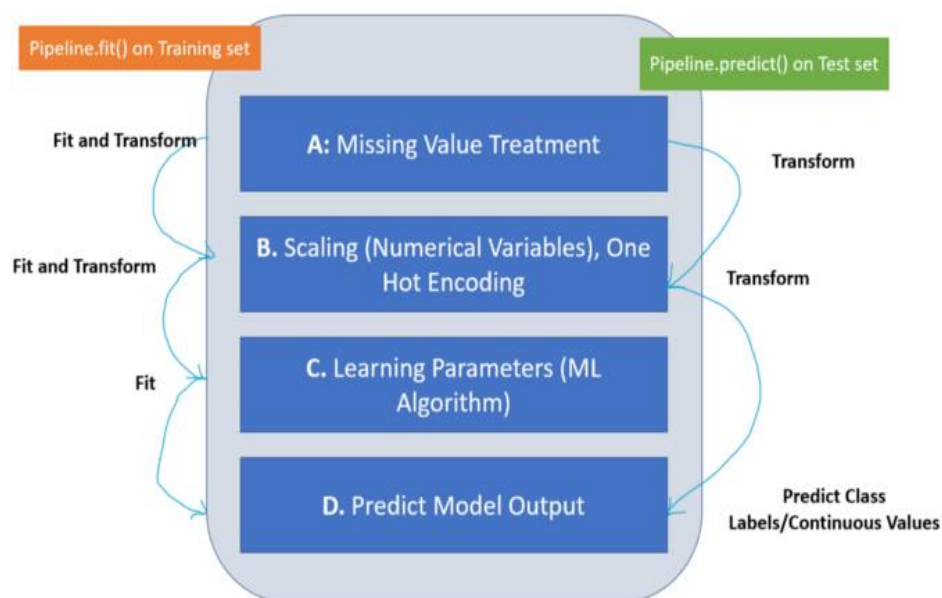 Pipeline.fit() on Training set
Pipeline.predict() on Test set
Fit and Transform
A: Missing Value Treatment
Transform
Fit and Transform
B. Scaling (Numerical Variables), One
Hot Encoding
Transform
Fit
C. Learning Parameters (ML
Algorithm)
D. Predict Model Output
Predict Class
Labels/Continuous Values